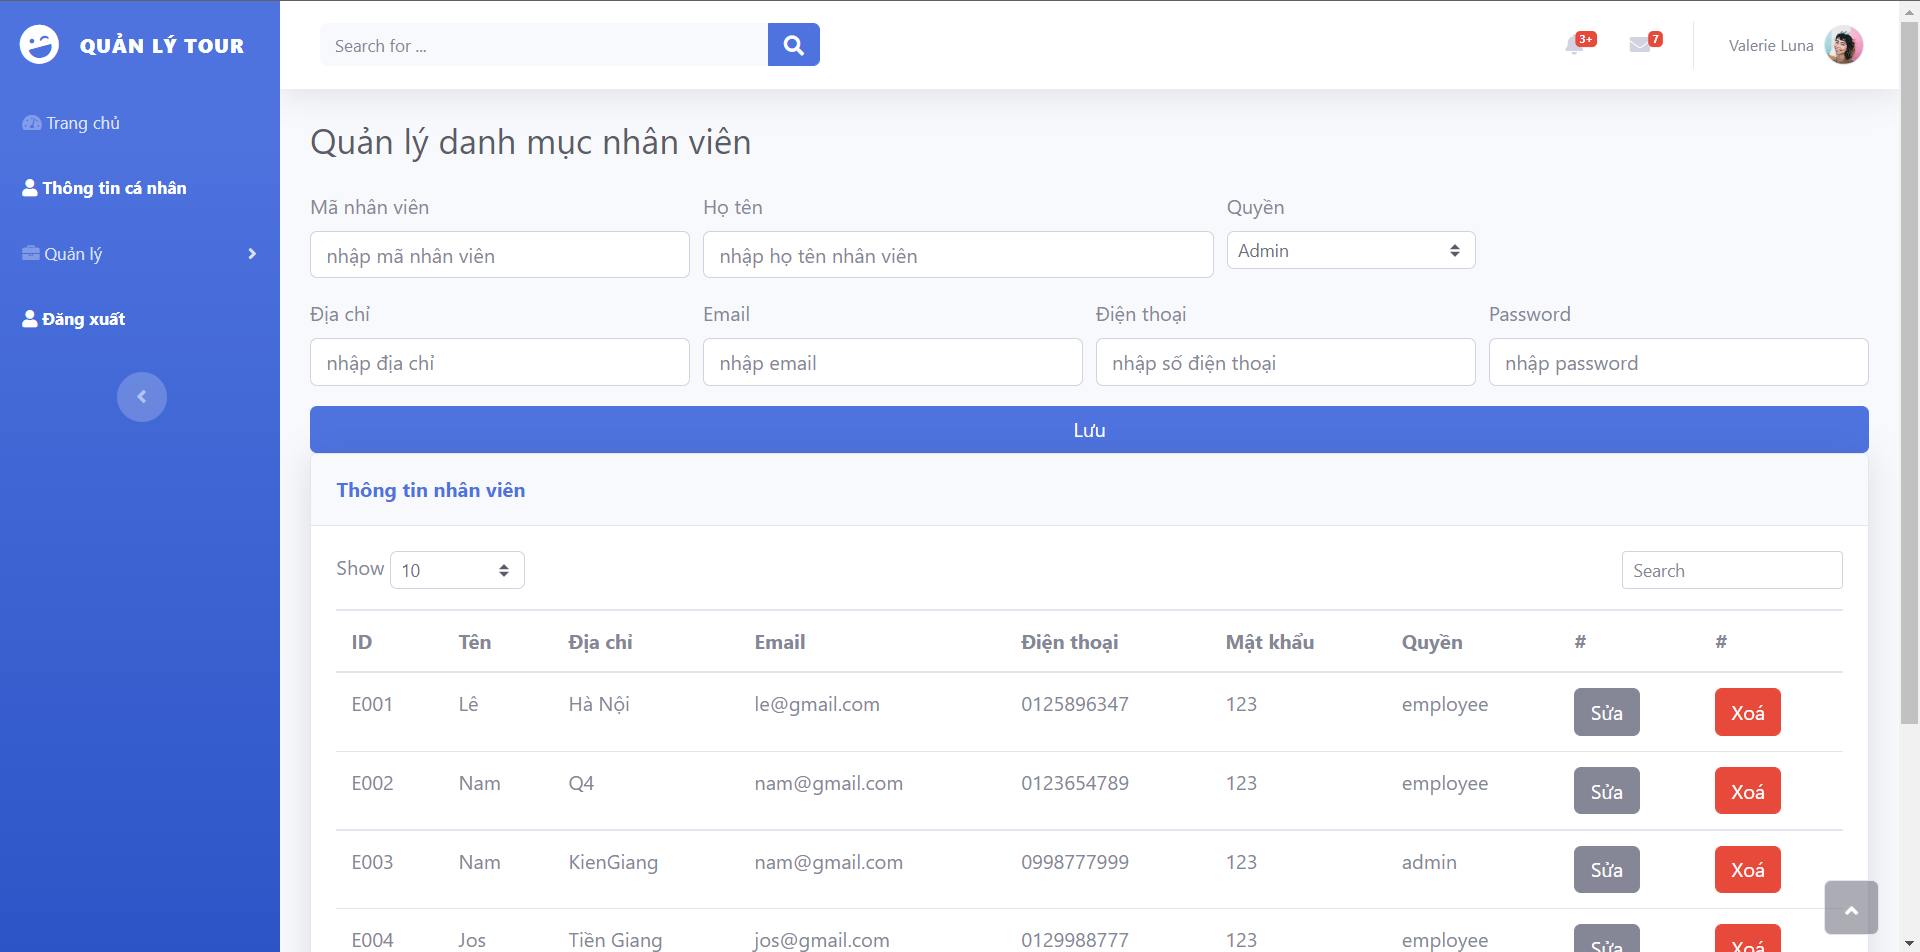 QUẢN LÝ TOUR
Search for ...
3+
7
Valerie Luna
Trang chủ
Thông tin cá nhân
Quản lý
Đăng xuất
Quản lý danh mục nhân viên
Mã nhân viên Họ tên Quyền
nhập mã nhân viên nhập họ tên nhân viên Admin
Địa chỉ Email Điện thoại Password
nhập địa chỉ nhập email nhập số điện thoại nhập password
Lưu
Thông tin nhân viên
Show 10 Search
ID Tên Địa chỉ Email Điện thoại Mật khẩu Quyền # #
E001 Lê Hà Nội le@gmail.com 0125896347 123 employee Sửa Xoá
E002 Nam Q4 nam@gmail.com 0123654789 123 employee Sửa Xoá
E003 Nam KienGiang nam@gmail.com 0998777999 123 admin Sửa Xoá
E004 Jos Tiền Giang jos@gmail.com 0129988777 123 employee Sửa Xoá